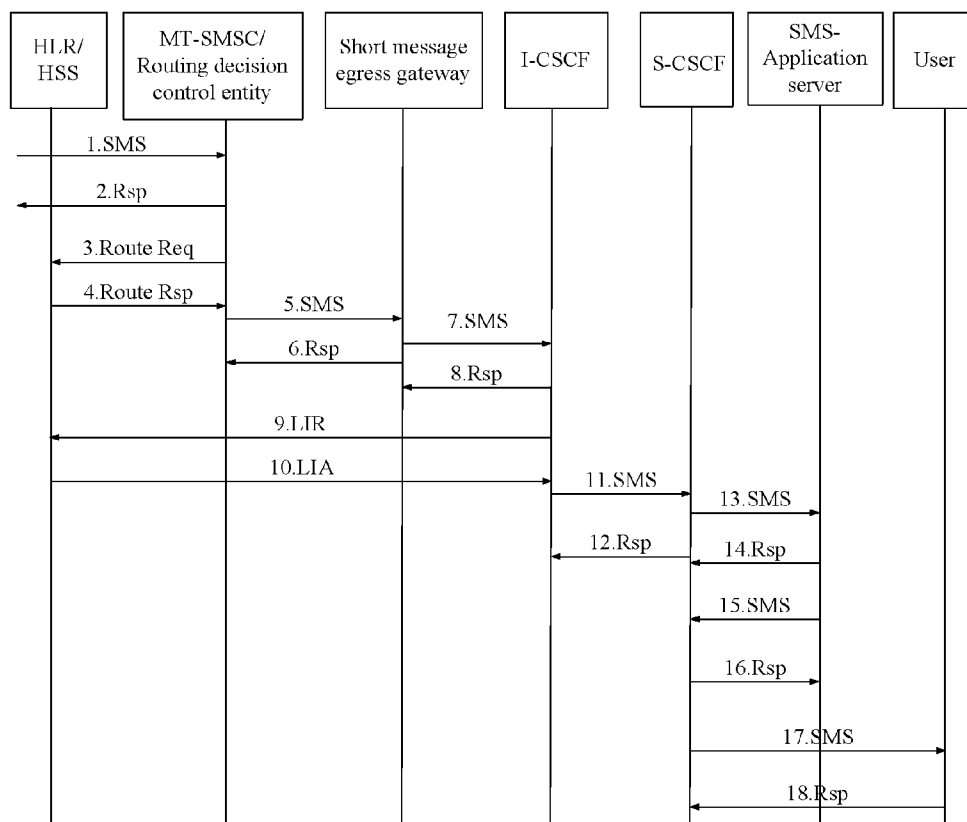 HLR/
HSS
MT-SMSC/
Routing decision
control entity
Short message
egress gateway
I-CSCF
S-CSCF
SMS-
Application
server
User
1.SMS
2.Rsp
3.Route Req
4.Route Rsp
5.SMS
7.SMS
6.Rsp
8.Rsp
9.LIR
10.LIA
11.SMS
13.SMS
12.Rsp
14.Rsp
15.SMS
16.Rsp
17.SMS
18.Rsp